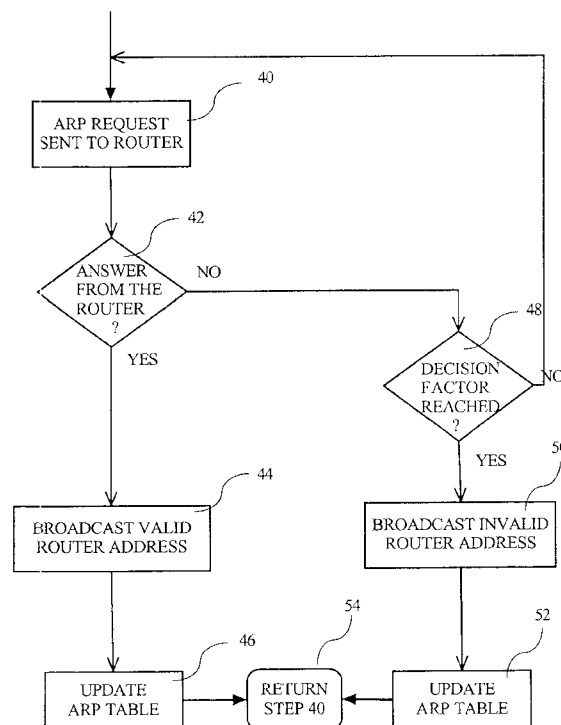 40
ARP REQUEST
SENT TO ROUTER
42
ANSWER
FROM THE
ROUTER
?
NO
YES
48
DECISION
FACTOR
REACHED
?
NO
YES
44
BROADCAST VALID
ROUTER ADDRESS
50
BROADCAST INVALID
ROUTER ADDRESS
46
UPDATE
ARP TABLE
54
RETURN
STEP 40
52
UPDATE
ARP TABLE